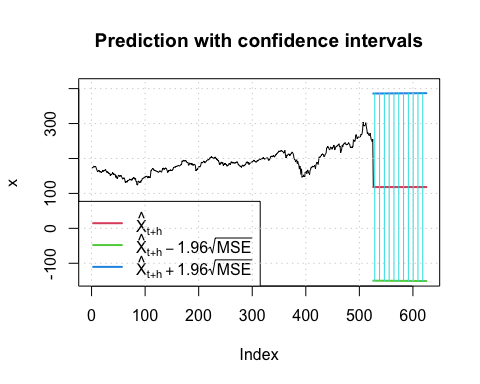 Prediction with confidence intervals
x
300
100
0
-100
X̂t+h
X̂t+h − 1.96√MSE
X̂t+h + 1.96√MSE
0 100 200 300 400 500 600
Index